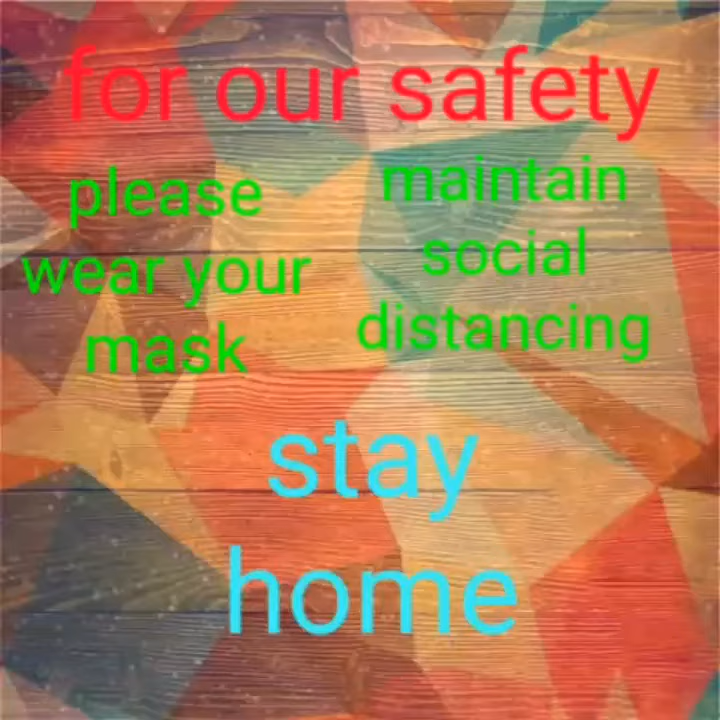 for our safety
please
wear your
mask
maintain
social
distancing
stay
home